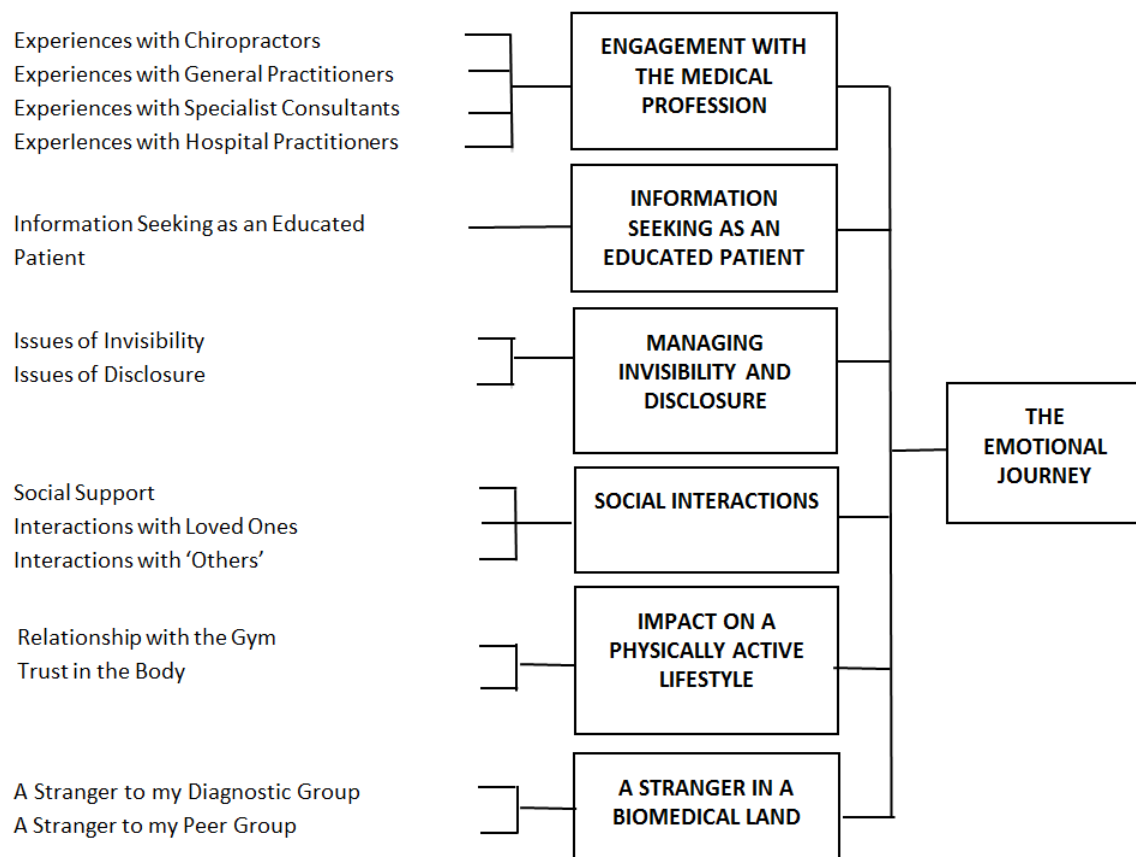 Experiences with Chiropractors
Experiences with General Practitioners
Experiences with Specialist Consultants
Experiences with Hospital Practitioners
ENGAGEMENT WITH
THE MEDICAL
PROFESSION
Information Seeking as an Educated
Patient
INFORMATION
SEEKING AS AN
EDUCATED PATIENT
Issues of Invisibility
Issues of Disclosure
MANAGING
INVISIBILITY AND
DISCLOSURE
Social Support
Interactions with Loved Ones
Interactions with ‘Others’
SOCIAL INTERACTIONS
Relationship with the Gym
Trust in the Body
IMPACT ON A
PHYSICALLY ACTIVE
LIFESTYLE
A Stranger to my Diagnostic Group
A Stranger to my Peer Group
A STRANGER IN A
BIOMEDICAL LAND
THE
EMOTIONAL
JOURNEY